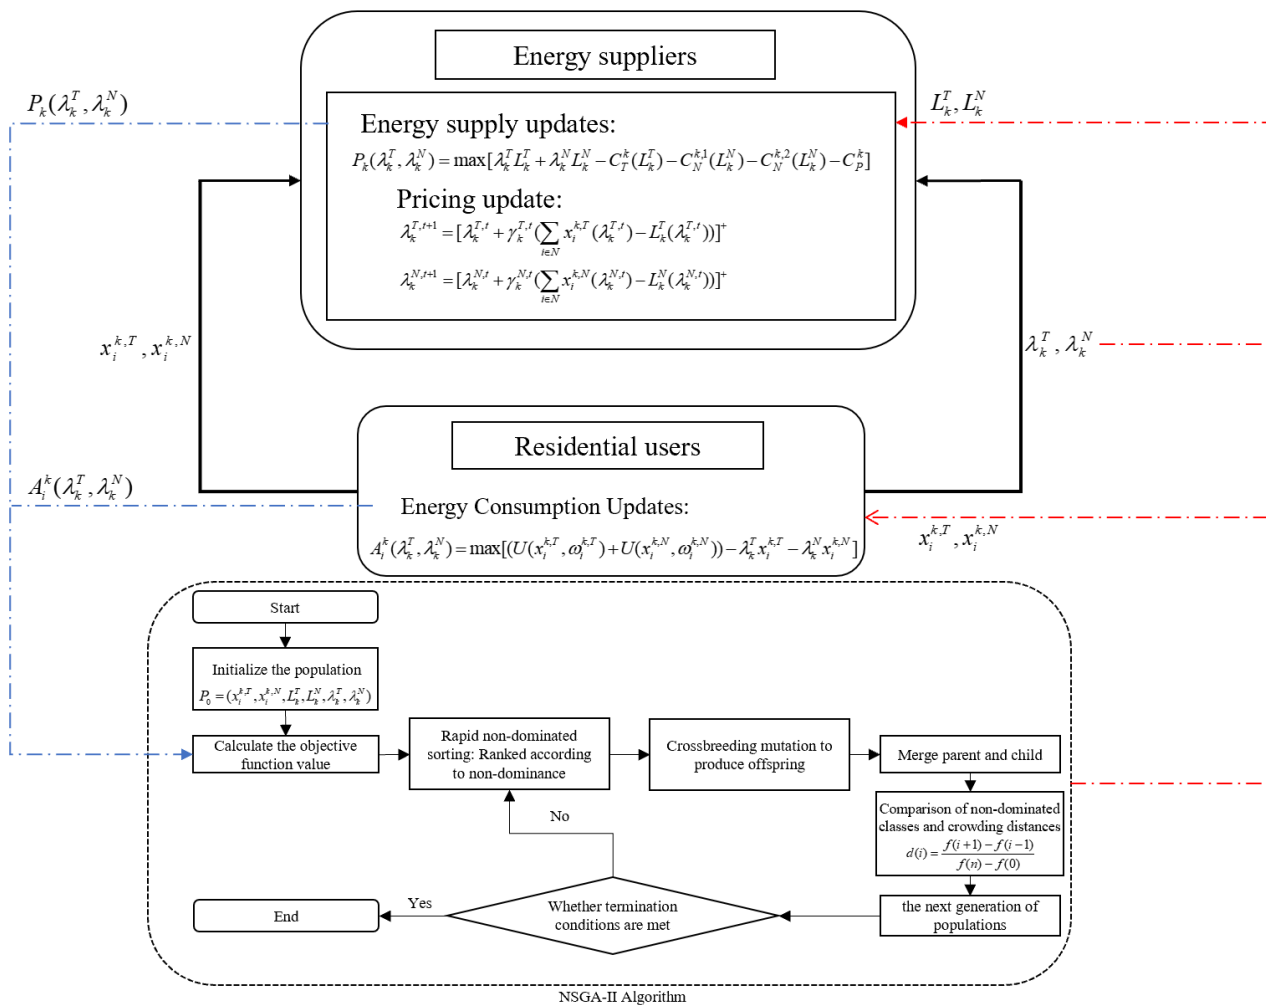 Energy suppliers
P_k(λ_k^T, λ_k^N)
L_k^T, L_k^N
Energy supply updates:
P_k(λ_k^T, λ_k^N) = max[λ_k^T L_k^T + λ_k^N L_k^N − C_T^k(L_k^T) − C_N^{k,1}(L_k^N) − C_N^{k,2}(L_k^N) − C_P^k]
Pricing update:
λ_k^{T,t+1} = [λ_k^{T,t} + γ_k^{T,t}(∑_{i∈N} x_i^{k,T}(λ_k^{T,t}) − L_k^T(λ_k^{T,t}))]^+
λ_k^{N,t+1} = [λ_k^{N,t} + γ_k^{N,t}(∑_{i∈N} x_i^{k,N}(λ_k^{N,t}) − L_k^N(λ_k^{N,t}))]^+
x_i^{k,T}, x_i^{k,N}
λ_k^T, λ_k^N
Residential users
A_i^k(λ_k^T, λ_k^N)
Energy Consumption Updates:
x_i^{k,T}, x_i^{k,N}
A_i^k(λ_k^T, λ_k^N) = max[(U(x_i^{k,T}, ω_i^{k,T}) + U(x_i^{k,N}, ω_i^{k,N})) − λ_k^T x_i^{k,T} − λ_k^N x_i^{k,N}]
Start
Initialize the population
P_0 = (x_i^{k,T}, x_i^{k,N}, L_k^T, L_k^N, λ_k^T, λ_k^N)
Calculate the objective
function value
Rapid non-dominated
sorting: Ranked according
to non-dominance
Crossbreeding mutation to
produce offspring
Merge parent and child
Comparison of non-dominated
classes and crowding distances
d(i) = \frac{f(i+1) − f(i−1)}{f(n) − f(0)}
the next generation of
populations
Whether termination
conditions are met
No
Yes
End
NSGA-II Algorithm